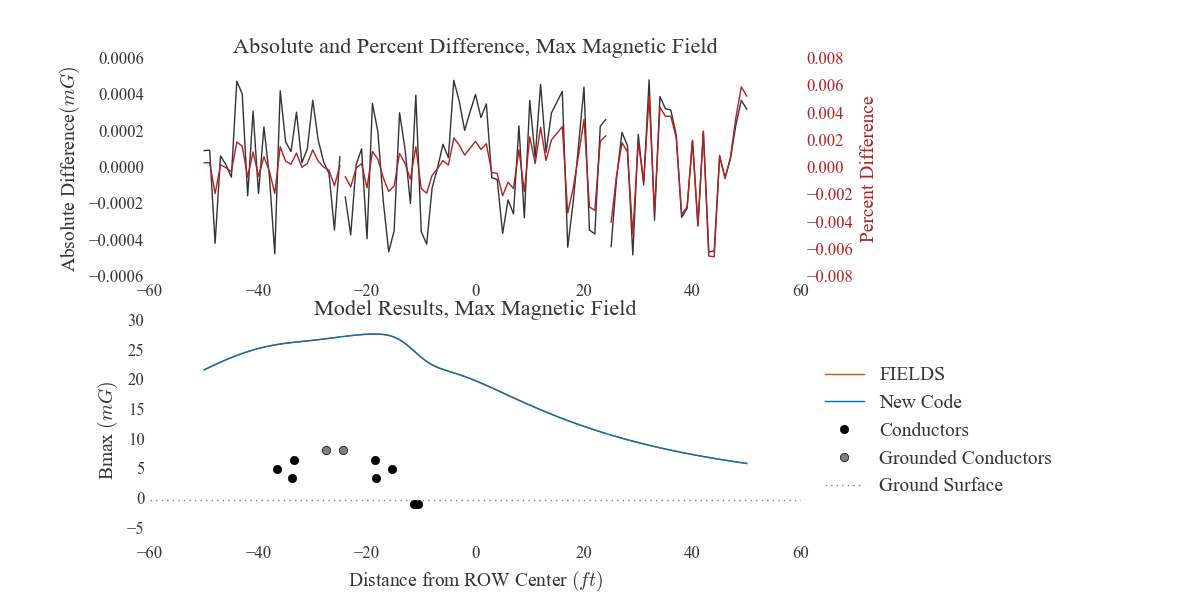 Absolute and Percent Difference, Max Magnetic Field
0.0006
0.0004
0.0002
0.0000
−0.0002
−0.0004
−0.0006
Absolute Difference(mG)
0.008
0.006
0.004
0.002
0.000
−0.002
−0.004
−0.006
−0.008
Percent Difference
−60 −40 −20 0 20 40 60
Model Results, Max Magnetic Field
30
25
20
15
10
5
0
−5
Bmax (mG)
−60 −40 −20 0 20 40 60
Distance from ROW Center (ft)
FIELDS
New Code
Conductors
Grounded Conductors
Ground Surface